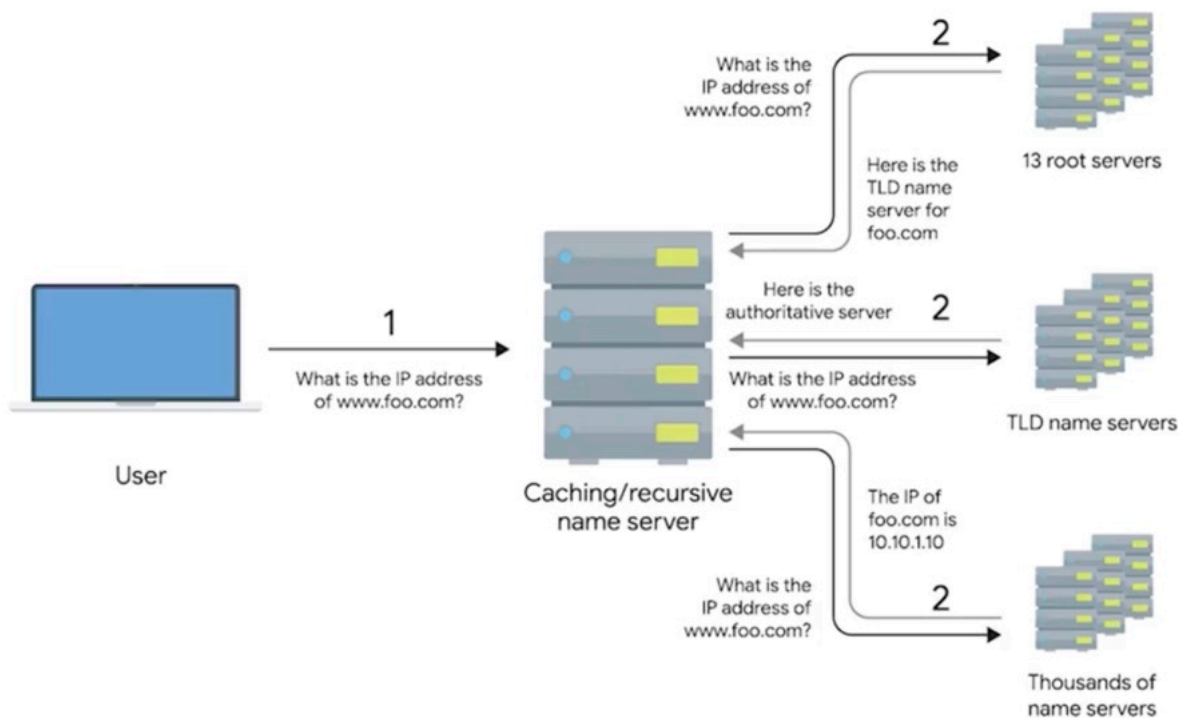 2
What is the
IP address of
www.foo.com?
13 root servers
Here is the
TLD name
server for
foo.com
1
What is the IP address
of www.foo.com?
User
Caching/recursive
name server
Here is the
authoritative server
2
What is the IP address
of www.foo.com?
TLD name servers
The IP of
foo.com is
10.10.1.10
What is the
IP address of
www.foo.com?
2
Thousands of
name servers